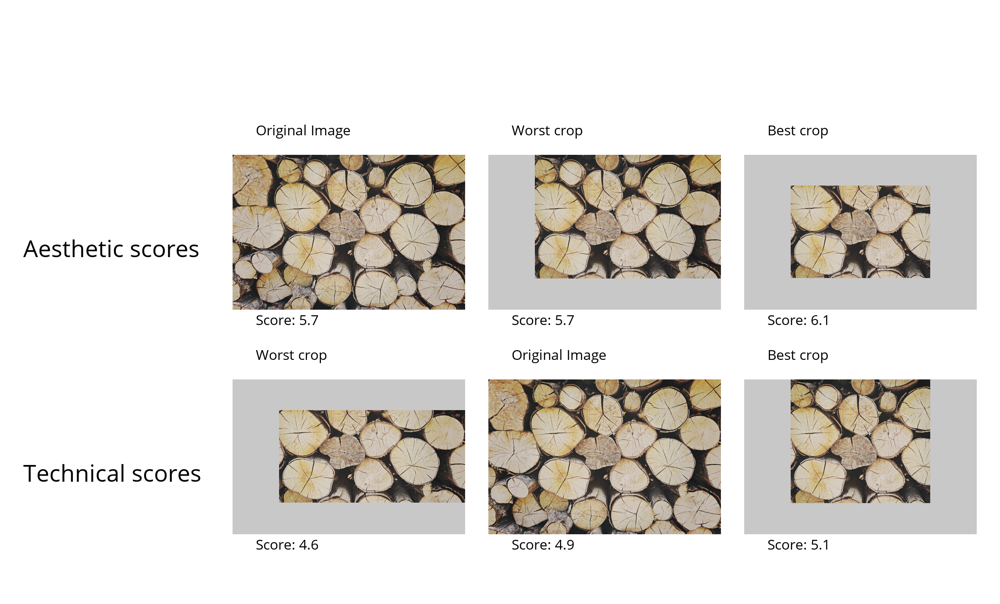 Original Image
Worst crop
Best crop
Aesthetic scores
Score: 5.7
Score: 5.7
Score: 6.1
Worst crop
Original Image
Best crop
Technical scores
Score: 4.6
Score: 4.9
Score: 5.1